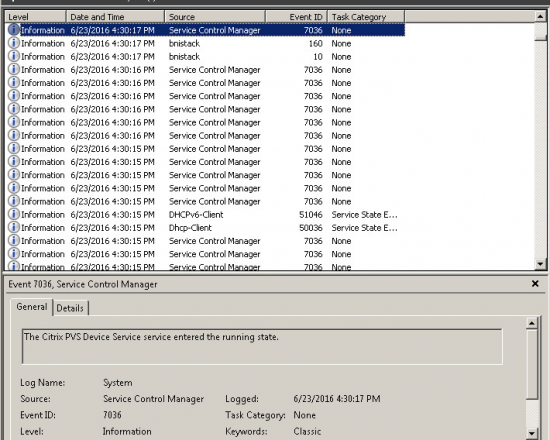 Level Date and Time Source Event ID Task Category
Information 6/23/2016 4:30:17 PM Service Control Manager 7036 None
Information 6/23/2016 4:30:17 PM bnistack 160 None
Information 6/23/2016 4:30:17 PM bnistack 10 None
Information 6/23/2016 4:30:16 PM Service Control Manager 7036 None
Information 6/23/2016 4:30:16 PM Service Control Manager 7036 None
Information 6/23/2016 4:30:16 PM Service Control Manager 7036 None
Information 6/23/2016 4:30:16 PM Service Control Manager 7036 None
Information 6/23/2016 4:30:16 PM Service Control Manager 7036 None
Information 6/23/2016 4:30:16 PM Service Control Manager 7036 None
Information 6/23/2016 4:30:15 PM Service Control Manager 7036 None
Information 6/23/2016 4:30:15 PM Service Control Manager 7036 None
Information 6/23/2016 4:30:15 PM Service Control Manager 7036 None
Information 6/23/2016 4:30:15 PM Service Control Manager 7036 None
Information 6/23/2016 4:30:15 PM Service Control Manager 7036 None
Information 6/23/2016 4:30:15 PM DHCPv6-Client 51046 Service State E...
Information 6/23/2016 4:30:15 PM Dhcp-Client 50036 Service State E...
Information 6/23/2016 4:30:15 PM Service Control Manager 7036 None
Information 6/23/2016 4:30:15 PM Service Control Manager 7036 None
Information 6/23/2016 4:30:15 PM Service Control Manager 7036 None
Event 7036, Service Control Manager
General Details
The Citrix PVS Device Service service entered the running state.
Log Name: System
Source: Service Control Manager Logged: 6/23/2016 4:30:17 PM
Event ID: 7036 Task Category: None
Level: Information Keywords: Classic